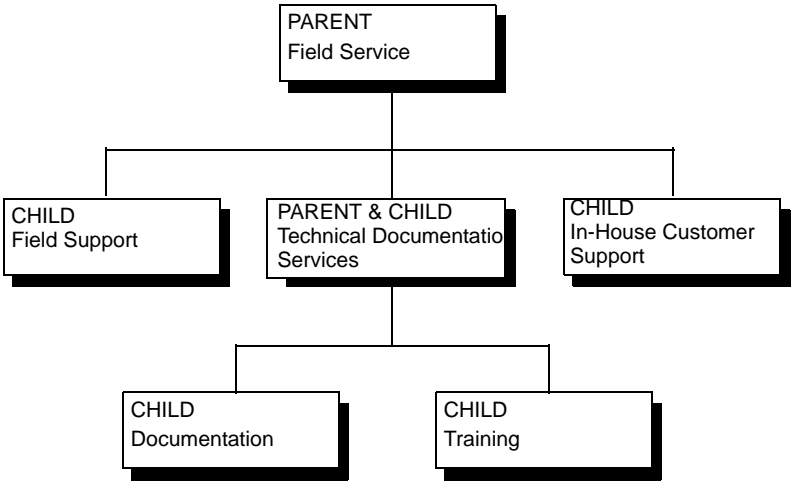 PARENT
Field Service
CHILD
Field Support
PARENT & CHILD
Technical Documentatio
Services
CHILD
In-House Customer
Support
CHILD
Documentation
CHILD
Training